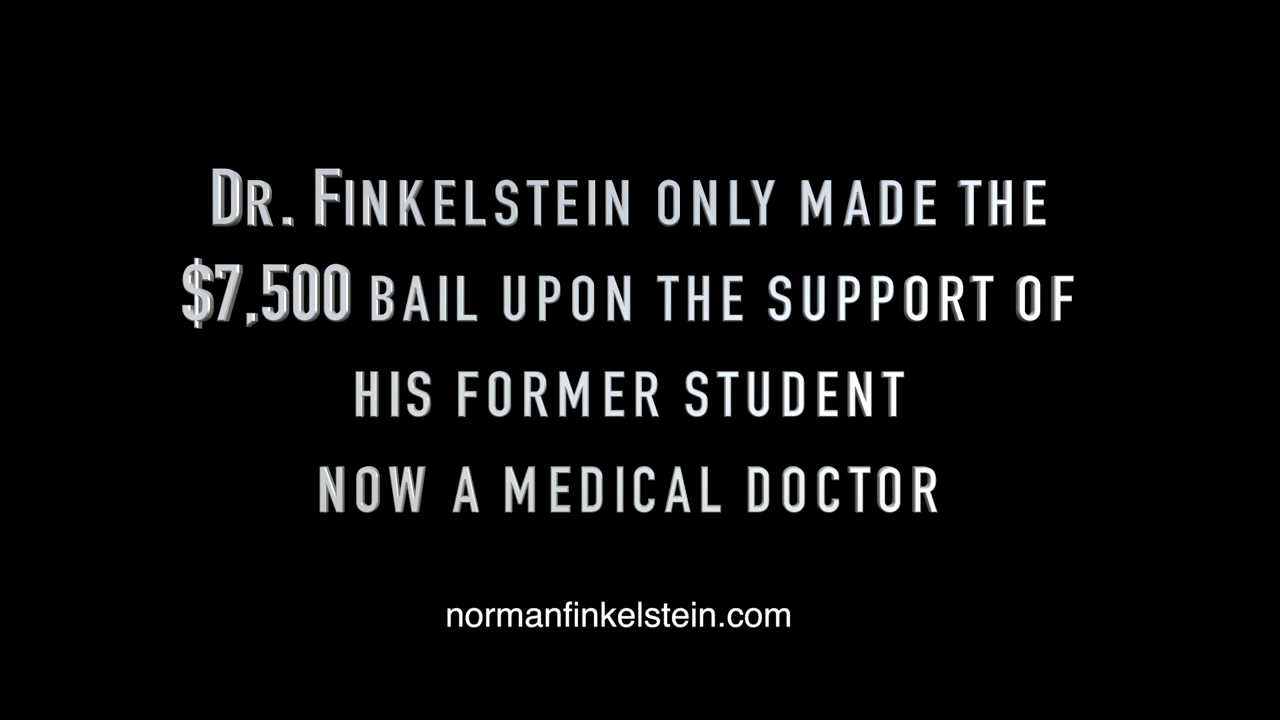 Dr. Finkelstein only made the
$7,500 bail upon the support of
his former student
now a medical doctor
normanfinkelstein.com